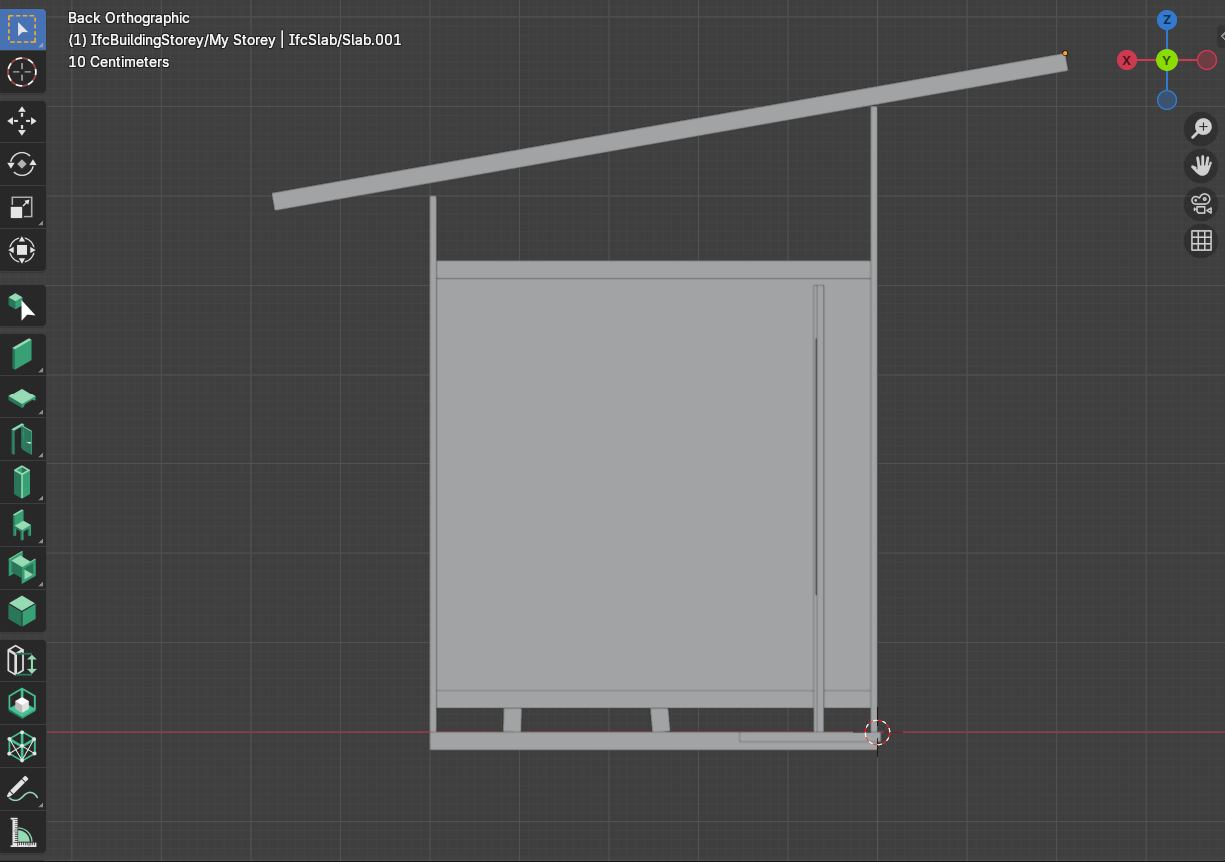 Back Orthographic
(1) IfcBuildingStorey/My Storey | IfcSlab/Slab.001
10 Centimeters
Z
X
Y